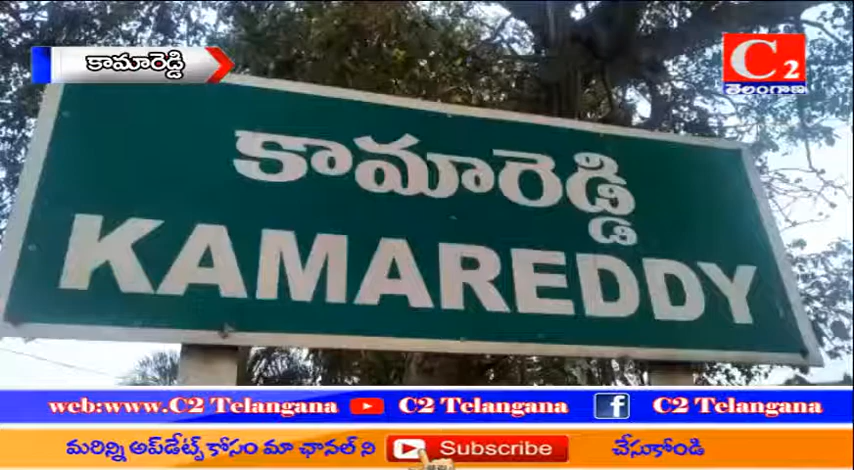 కామారెడ్డి
C2
తెలంగాణ
కామారెడ్డి
KAMAREDDY
web:www.C2 Telangana C2 Telangana f C2 Telangana
మరిన్ని అప్‌డేట్స్ కోసం మా ఛానల్ ని Subscribe చేసుకోండి